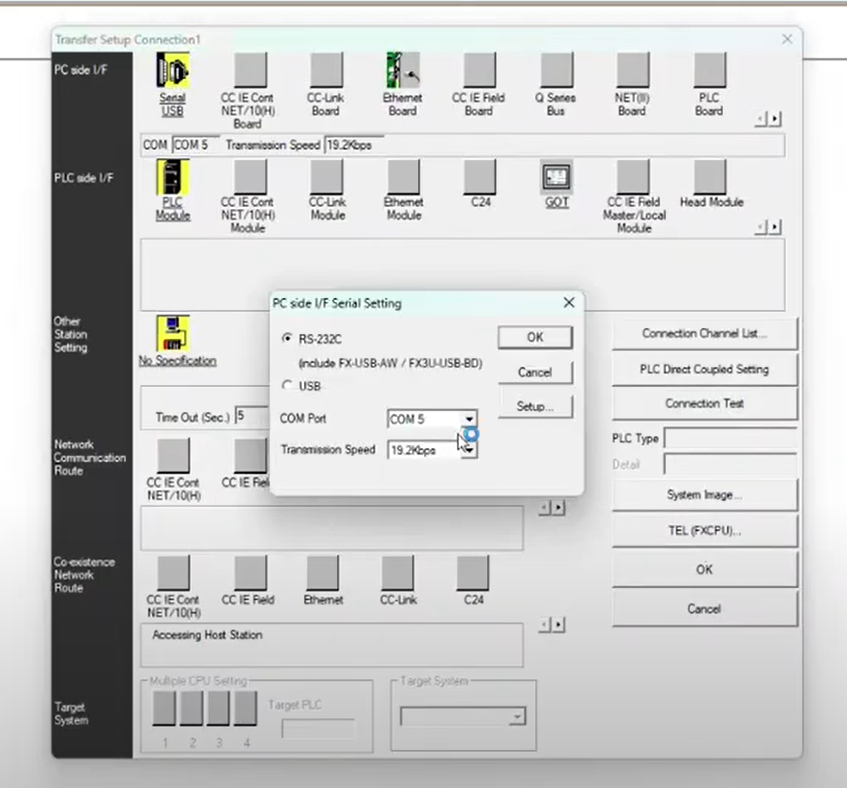 Transfer Setup Connection1
PC side I/F
Serial
USB
CC IE Cont
NET/10(H)
Board
CC-Link
Board
Ethernet
Board
CC IE Field
Board
Q Series
Bus
NET(II)
Board
PLC
Board
COM COM 5 Transmission Speed 19.2Kbps
PLC side I/F
PLC
Module
CC IE Cont
NET/10(H)
Module
CC-Link
Module
Ethernet
Module
C24
GOT
CC IE Field
Master/Local
Module
Head Module
PC side I/F Serial Setting
RS-232C
(include FX-USB-AW / FX3U-USB-BD)
USB
COM Port COM 5
Transmission Speed 19.2Kbps
OK
Cancel
Setup...
Other
Station
Setting
No Specification
Time Out (Sec.) 5
Connection Channel List...
PLC Direct Coupled Setting
Connection Test
PLC Type
Detail
System Image...
TEL (FXCPU)...
OK
Cancel
Network
Communication
Route
CC IE Cont
NET/10(H)
CC IE Fiel
Co-existence
Network
Route
CC IE Cont
NET/10(H)
CC IE Field
Ethernet
CC-Link
C24
Accessing Host Station
Target
System
Multiple CPU Setting
1 2 3 4
Target PLC
Target System